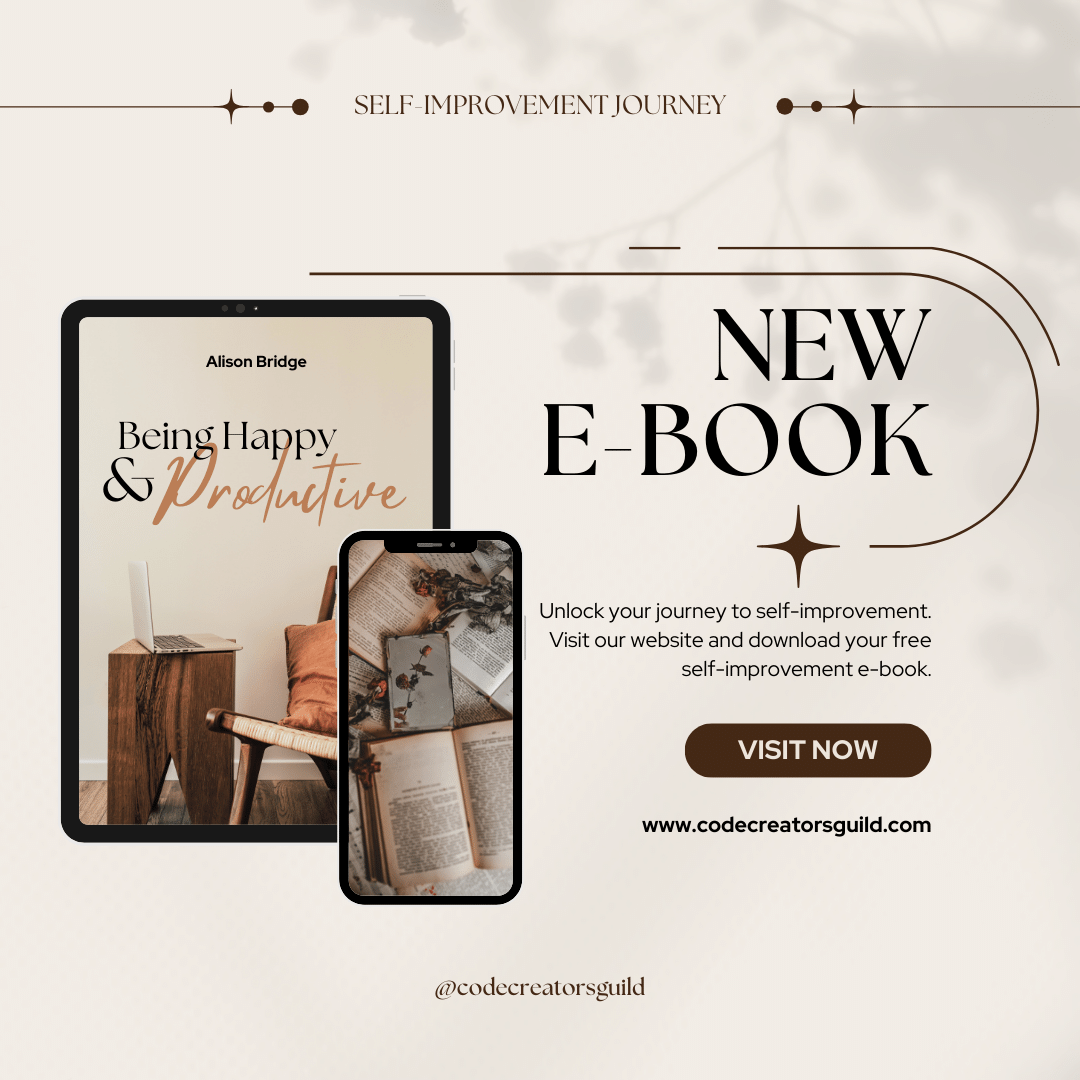 SELF-IMPROVEMENT JOURNEY
Alison Bridge
Being Happy
& Productive
NEW
E-BOOK
Unlock your journey to self-improvement.
Visit our website and download your free
self-improvement e-book.
VISIT NOW
www.codecreatorsguild.com
@codecreatorsguild